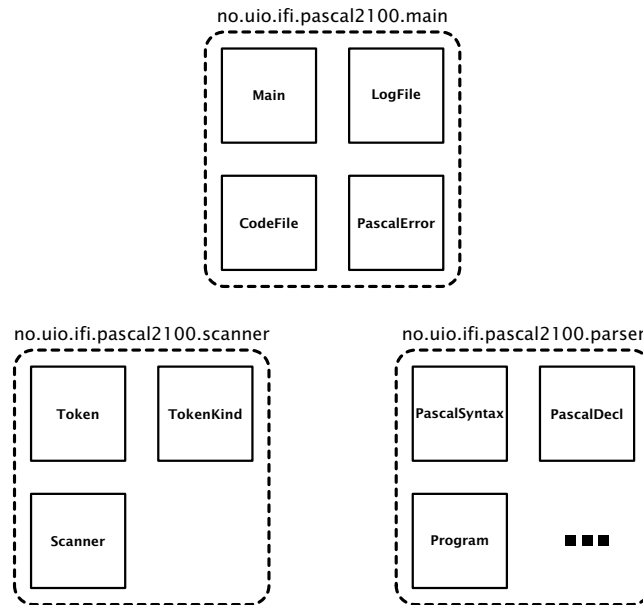 no.uio.ifi.pascal2100.main
Main LogFile
CodeFile PascalError
no.uio.ifi.pascal2100.scanner no.uio.ifi.pascal2100.parser
Token TokenKind PascalSyntax PascalDecl
Scanner Program